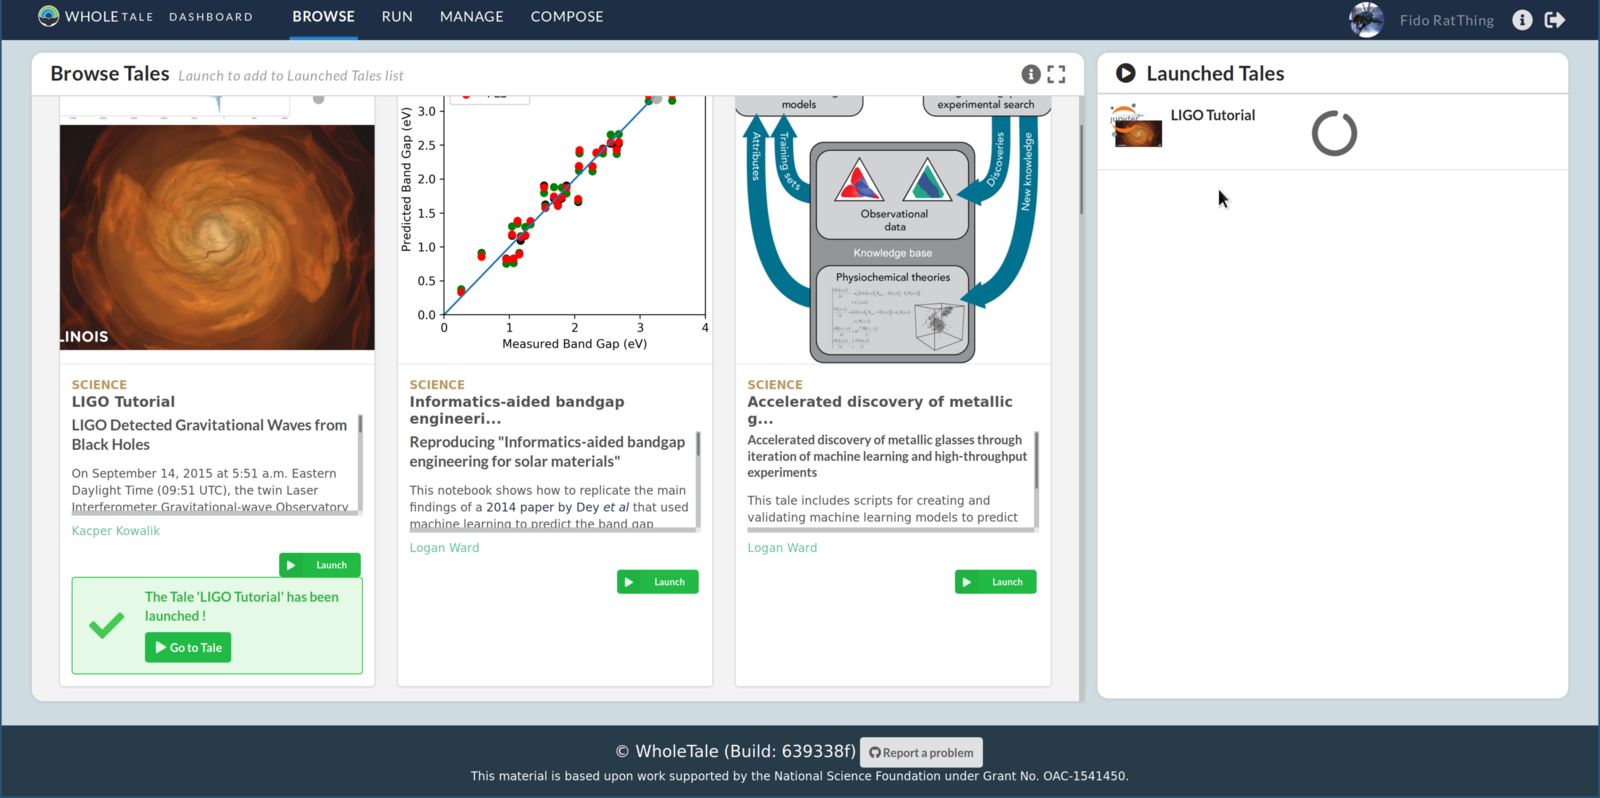 WHOLE TALE DASHBOARD BROWSE RUN MANAGE COMPOSE Fido RatThing
Browse Tales Launch to add to Launched Tales list
LINOIS
SCIENCE
LIGO Tutorial
LIGO Detected Gravitational Waves from
Black Holes
On September 14, 2015 at 5:51 a.m. Eastern
Daylight Time (09:51 UTC), the twin Laser
Interferometer Gravitational-wave Observatory
Kacper Kowalik
Launch
The Tale 'LIGO Tutorial' has been
launched !
Go to Tale
Predicted Band Gap (eV)
3.0
2.5
2.0
1.5
1.0
0.5
0.0
0 1 2 3 4
Measured Band Gap (eV)
SCIENCE
Informatics-aided bandgap
engineeri...
Reproducing "Informatics-aided bandgap
engineering for solar materials"
This notebook shows how to replicate the main
findings of a 2014 paper by Dey et al that used
machine learning to predict the band gap
Logan Ward
Launch
models
experimental search
Attributes
Training sets
Discoveries
New knowledge
Observational
data
Knowledge base
Physiochemical theories
SCIENCE
Accelerated discovery of metallic
g...
Accelerated discovery of metallic glasses through
iteration of machine learning and high-throughput
experiments
This tale includes scripts for creating and
validating machine learning models to predict
Logan Ward
Launch
Launched Tales
jupyter
LIGO Tutorial
© WholeTale (Build: 639338f) Report a problem
This material is based upon work supported by the National Science Foundation under Grant No. OAC-1541450.